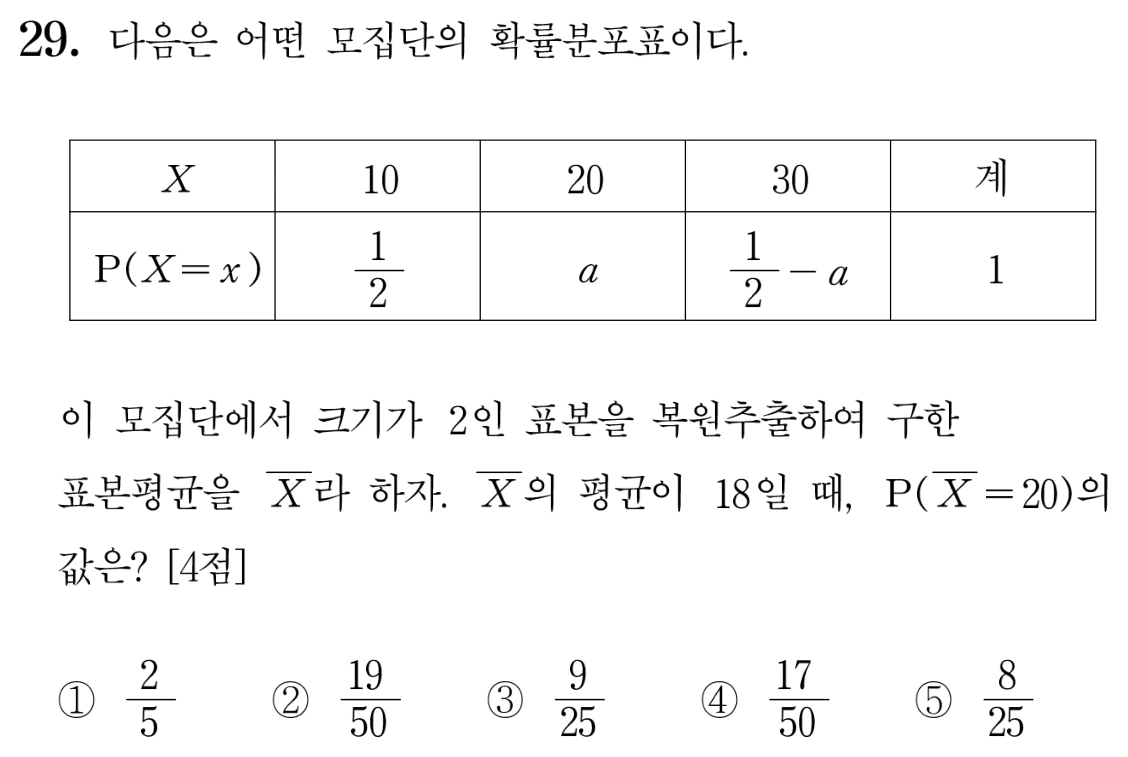 29. 다음은 어떤 모집단의 확률분포표이다.
X 10 20 30 계
P(X=x) 1/2 a 1/2 - a 1
이 모집단에서 크기가 2인 표본을 복원추출하여 구한
표본평균을 X̄라 하자. X̄의 평균이 18일 때, P(X̄=20)의
값은? [4점]
① 2/5 ② 19/50 ③ 9/25 ④ 17/50 ⑤ 8/25